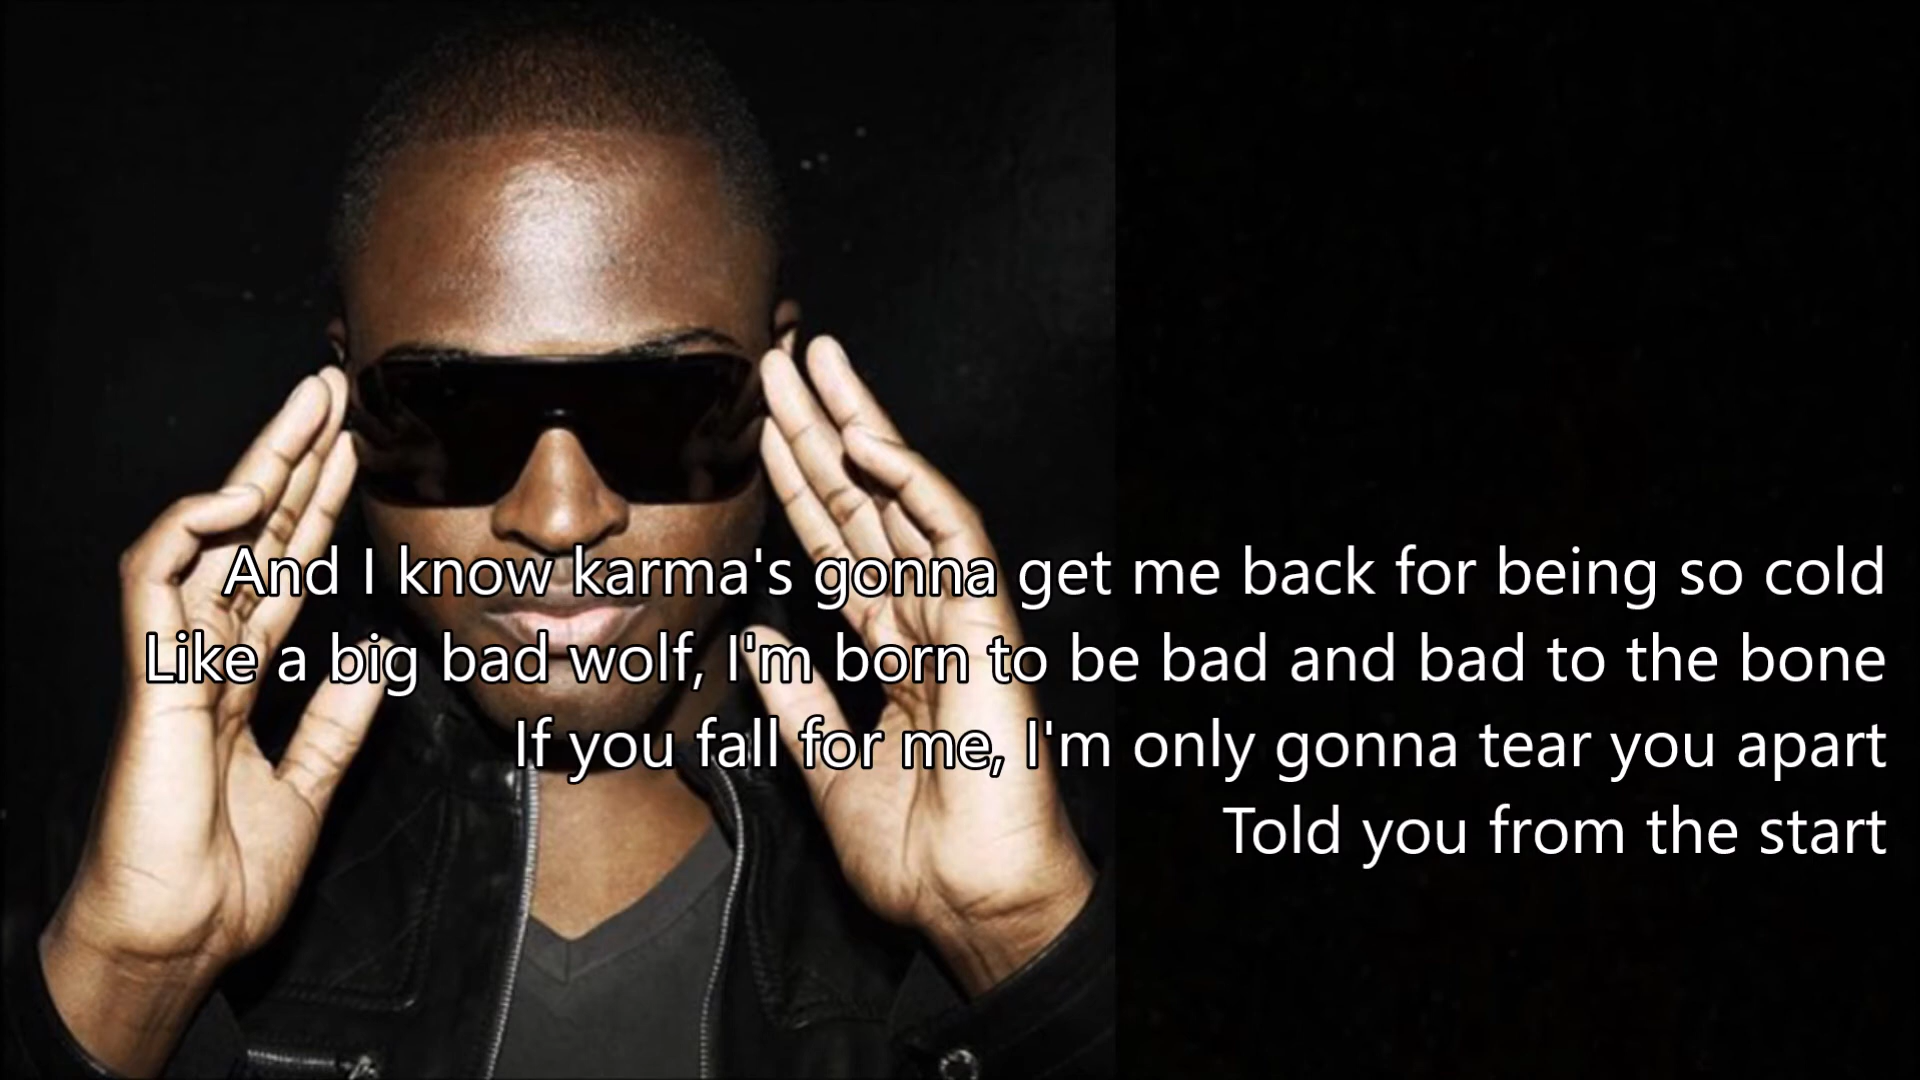 And I know karma's gonna get me back for being so cold
Like a big bad wolf, I'm born to be bad and bad to the bone
If you fall for me, I'm only gonna tear you apart
Told you from the start